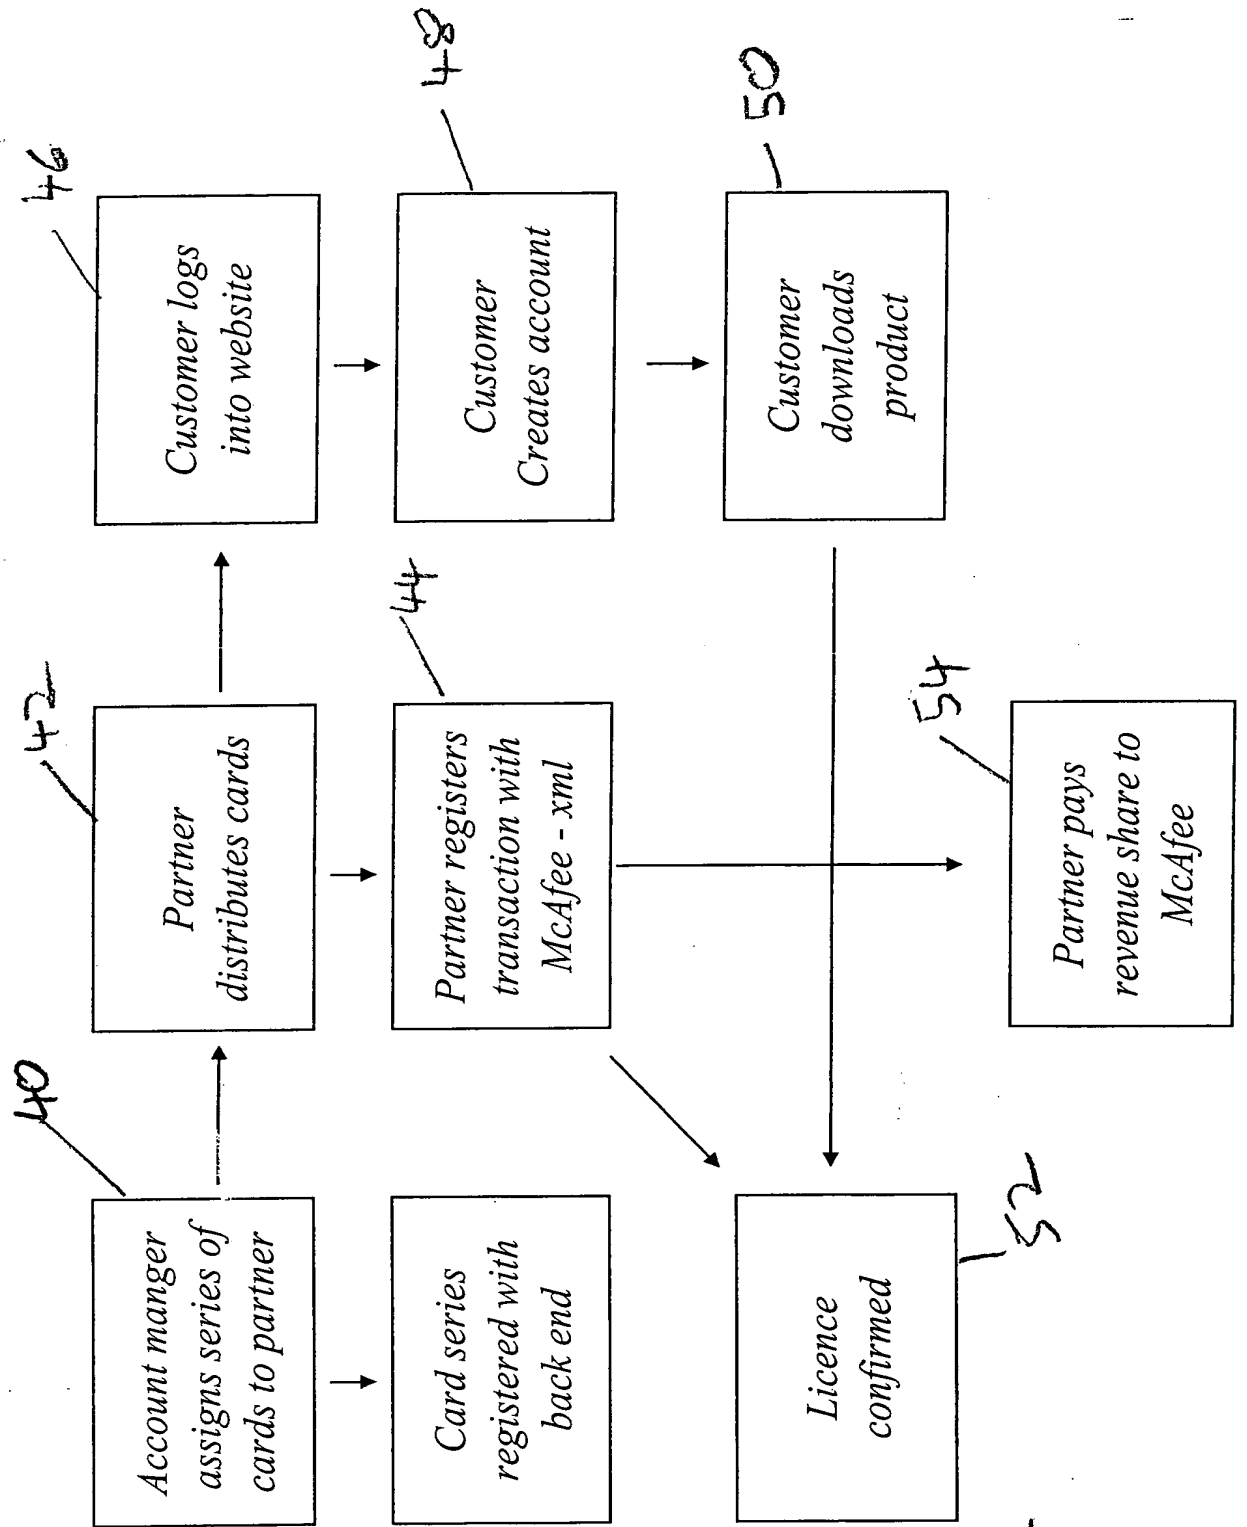 40
Account manger
assigns series of
cards to partner
42
Partner
distributes cards
46
Customer logs
into website
Card series
registered with
back end
44
Partner registers
transaction with
McAfee - xml
48
Customer
Creates account
Licence
confirmed
52
50
Customer
downloads
product
54
Partner pays
revenue share to
McAfee